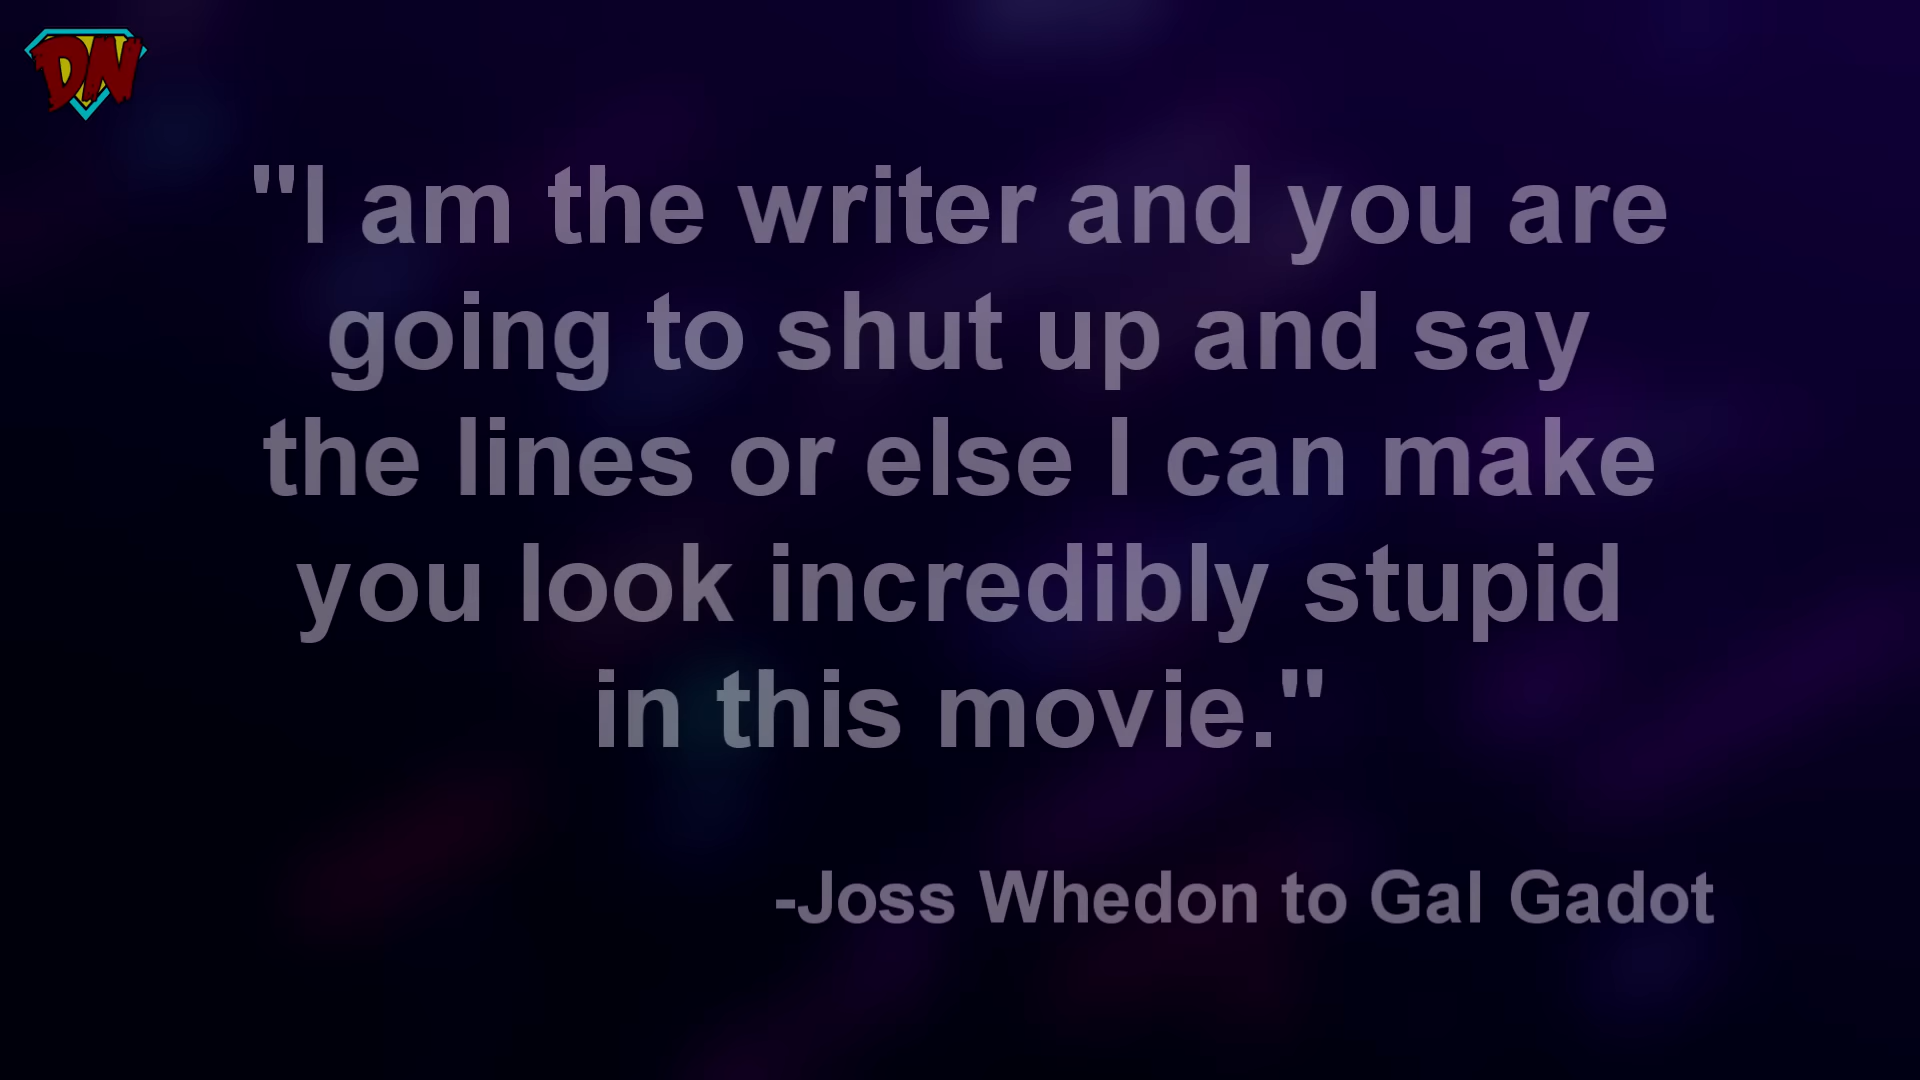 DN
"I am the writer and you are
going to shut up and say
the lines or else I can make
you look incredibly stupid
in this movie."
-Joss Whedon to Gal Gadot